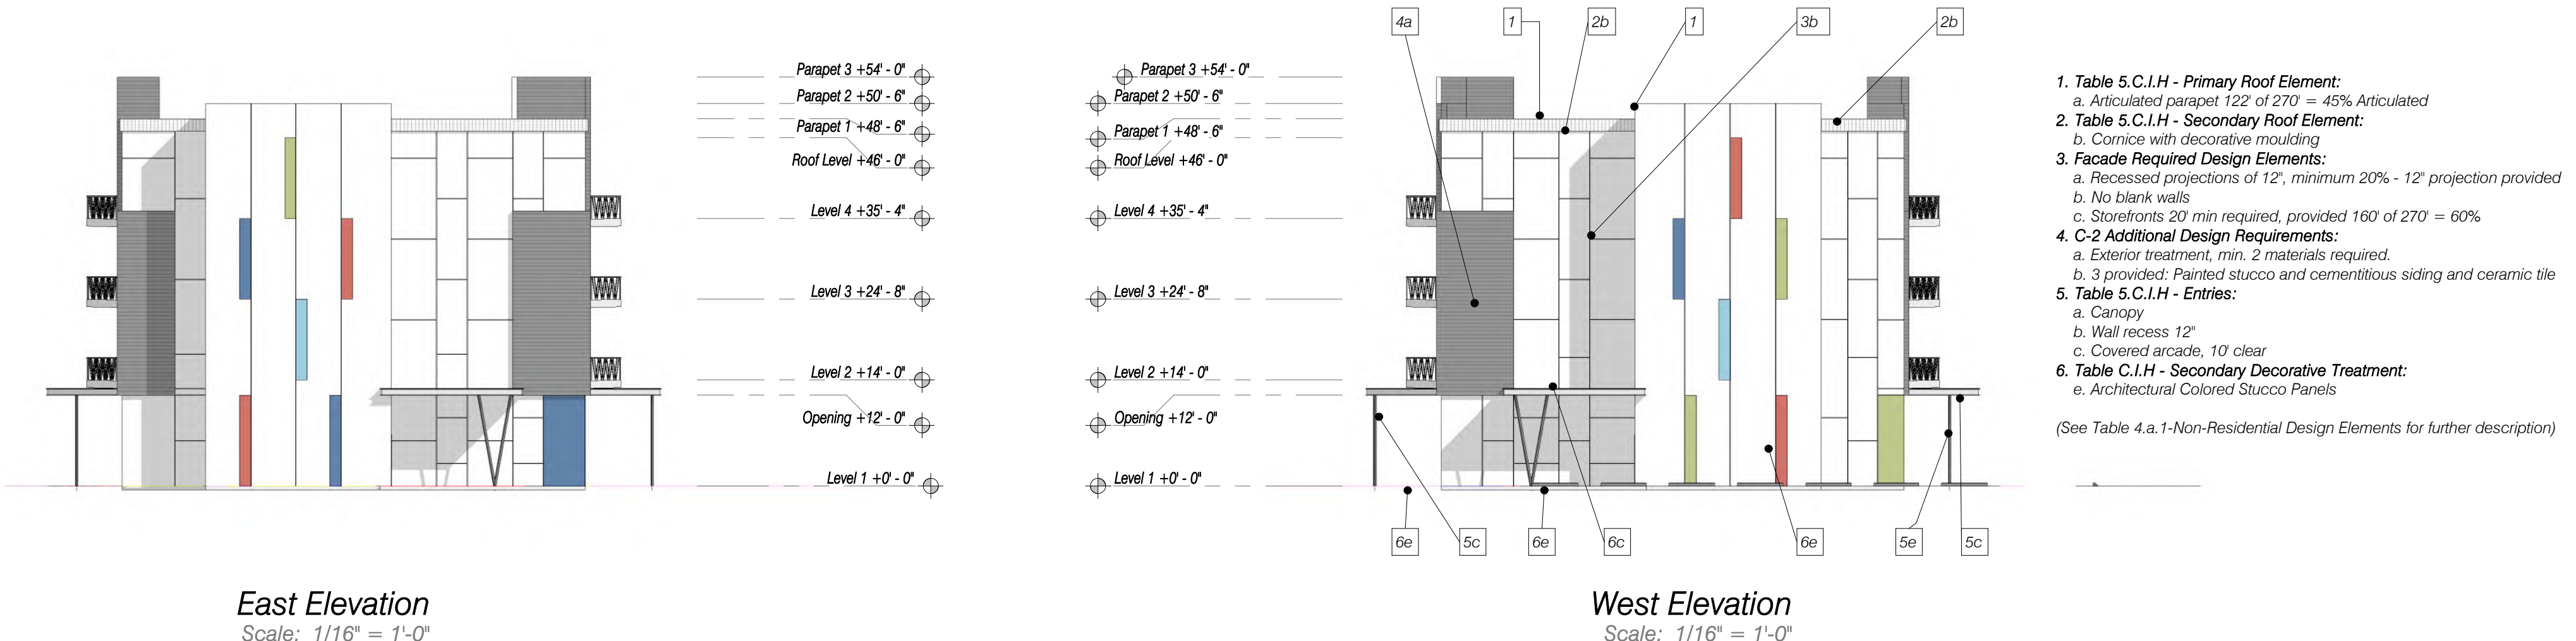 Parapet 3 +54' - 0"
Parapet 2 +50' - 6"
Parapet 1 +48' - 6"
Roof Level +46' - 0"
Level 4 +35' - 4"
Level 3 +24' - 8"
Level 2 +14' - 0"
Opening +12' - 0"
Level 1 +0' - 0"
East Elevation
Scale: 1/16" = 1'-0"
Parapet 3 +54' - 0"
Parapet 2 +50' - 6"
Parapet 1 +48' - 6"
Roof Level +46' - 0"
Level 4 +35' - 4"
Level 3 +24' - 8"
Level 2 +14' - 0"
Opening +12' - 0"
Level 1 +0' - 0"
4a
1
2b
1
3b
2b
6e
5c
6e
6c
6e
5e
5c
West Elevation
Scale: 1/16" = 1'-0"
1. Table 5.C.I.H - Primary Roof Element:
a. Articulated parapet 122' of 270' = 45% Articulated
2. Table 5.C.I.H - Secondary Roof Element:
b. Cornice with decorative moulding
3. Facade Required Design Elements:
a. Recessed projections of 12", minimum 20% - 12" projection provided
b. No blank walls
c. Storefronts 20' min required, provided 160' of 270' = 60%
4. C-2 Additional Design Requirements:
a. Exterior treatment, min. 2 materials required.
b. 3 provided: Painted stucco and cementitious siding and ceramic tile
5. Table 5.C.I.H - Entries:
a. Canopy
b. Wall recess 12"
c. Covered arcade, 10' clear
6. Table C.I.H - Secondary Decorative Treatment:
e. Architectural Colored Stucco Panels
(See Table 4.a.1-Non-Residential Design Elements for further description)